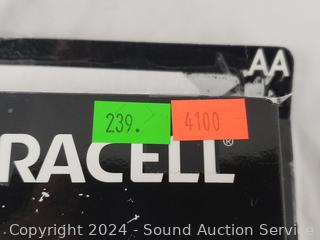 AA
239. 4100
RACELL®
Copyright © 2024 - Sound Auction Service